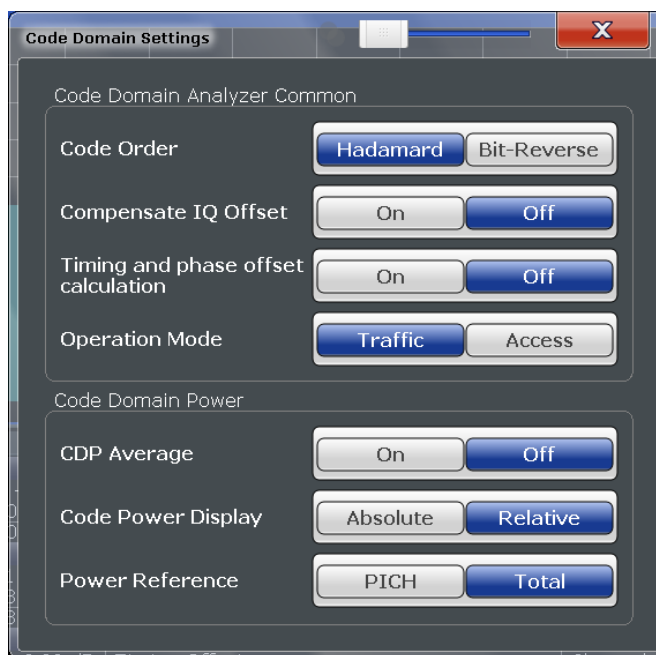 Code Domain Settings
X
Code Domain Analyzer Common
Code Order
Hadamard Bit-Reverse
Compensate IQ Offset
On Off
Timing and phase offset
calculation
On Off
Operation Mode
Traffic Access
Code Domain Power
CDP Average
On Off
Code Power Display
Absolute Relative
Power Reference
PICH Total